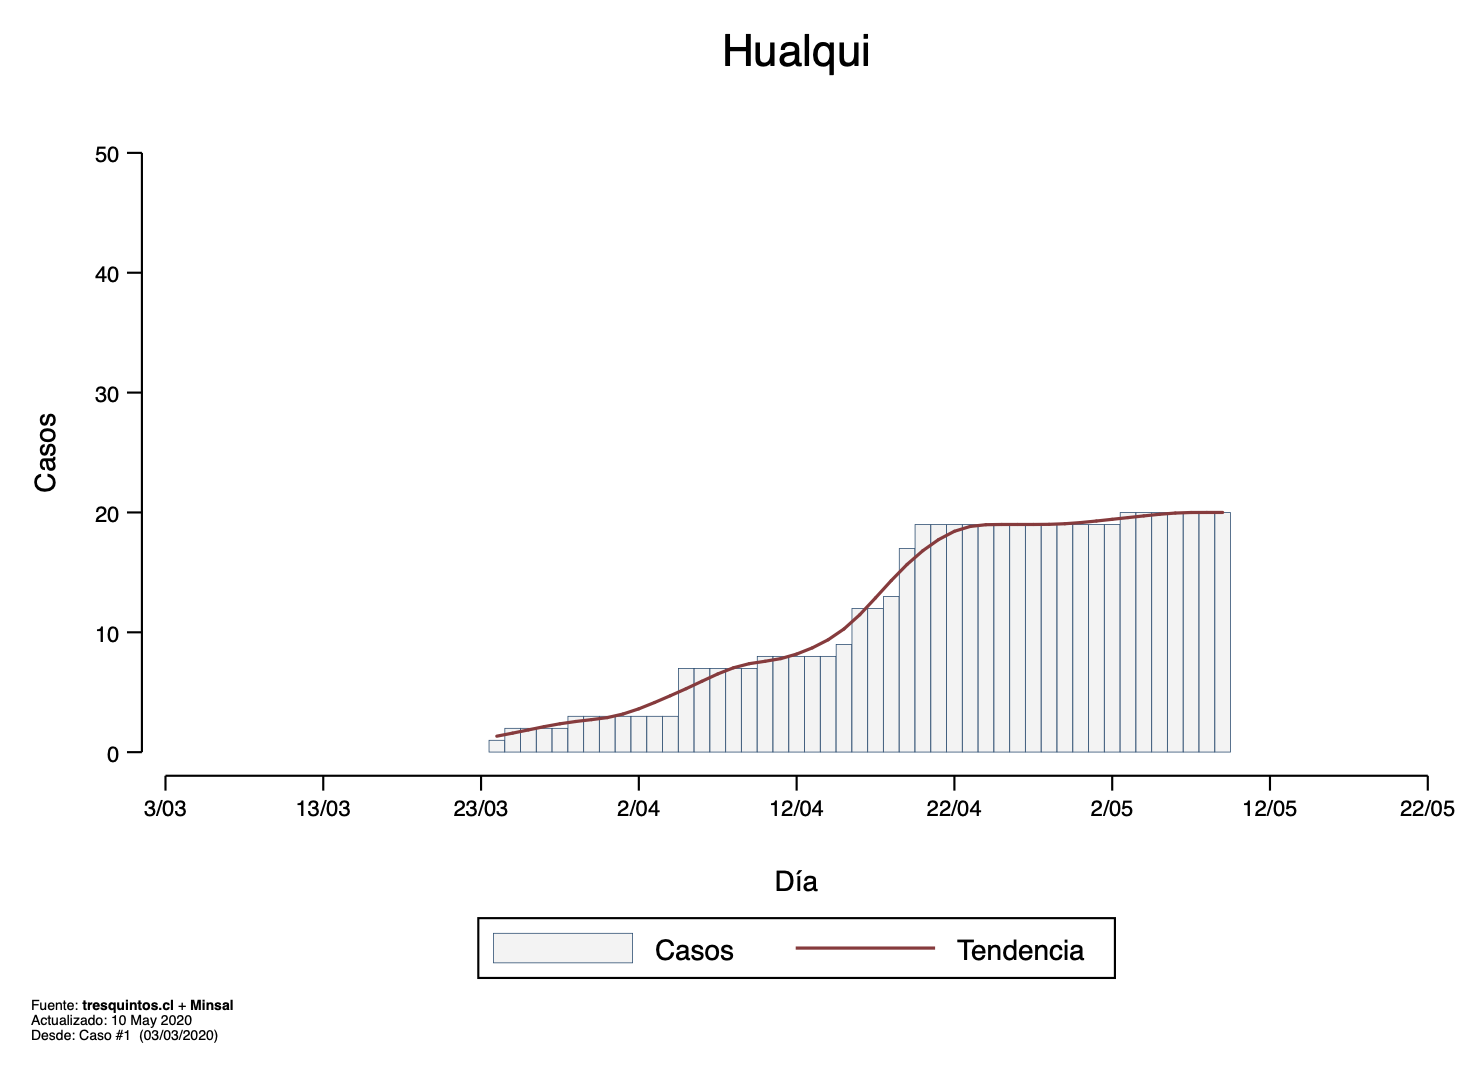 Hualqui
50
40
30
20
10
0
Casos
3/03 13/03 23/03 2/04 12/04 22/04 2/05 12/05 22/05
Día
Casos Tendencia
Fuente: tresquintos.cl + Minsal
Actualizado: 10 May 2020
Desde: Caso #1 (03/03/2020)